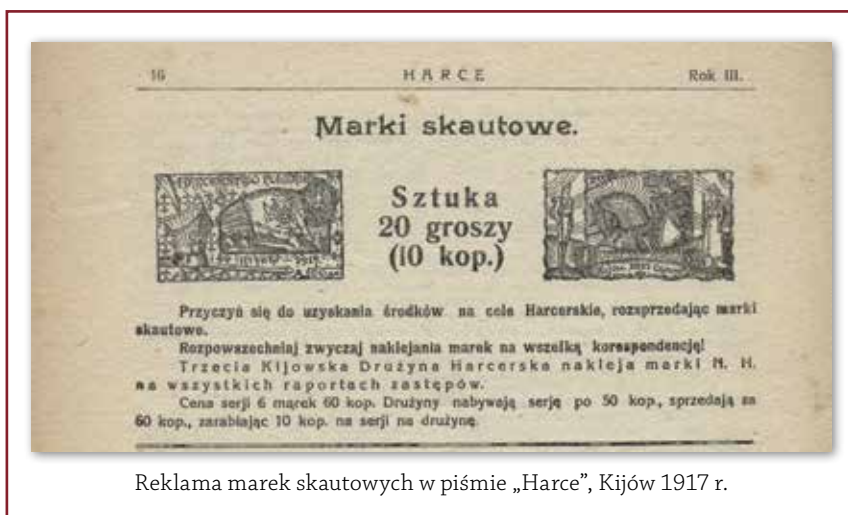 16 HARCE Rok III.
Marki skautowe.
Sztuka
20 groszy
(10 kop.)
Przyczyń się do uzyskania środków na cele Harcerskie, rozsprzedając marki
skautowe.
Rozpowszechniaj zwyczaj naklejania marek na wszelką korespondencję!
Trzecia Kijowska Drużyna Harcerska nakleja marki N. H.
na wszystkich raportach zastępów.
Cena serji 6 marek 60 kop. Drużyny nabywają serję po 50 kop., sprzedają za
60 kop., zarabiając 10 kop. na serji na drużynę.
Reklama marek skautowych w piśmie „Harce”, Kijów 1917 r.